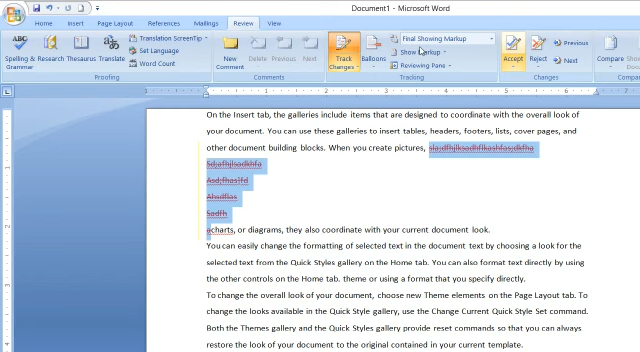 Document1 - Microsoft Word
Home Insert Page Layout References Mailings Review View
ABC Spelling & Grammar Research Thesaurus Translate Translation ScreenTip Set Language Word Count
New Comment Delete Previous Next
Track Changes Balloons Final Showing Markup Show Markup Reviewing Pane
Accept Reject Previous Next Compare
Proofing Comments Tracking Changes Compare
On the Insert tab, the galleries include items that are designed to coordinate with the overall look of
your document. You can use these galleries to insert tables, headers, footers, lists, cover pages, and
other document building blocks. When you create pictures,
charts, or diagrams, they also coordinate with your current document look.
You can easily change the formatting of selected text in the document text by choosing a look for the
selected text from the Quick Styles gallery on the Home tab. You can also format text directly by using
the other controls on the Home tab. theme or using a format that you specify directly.
To change the overall look of your document, choose new Theme elements on the Page Layout tab. To
change the looks available in the Quick Style gallery, use the Change Current Quick Style Set command.
Both the Themes gallery and the Quick Styles gallery provide reset commands so that you can always
restore the look of your document to the original contained in your current template.